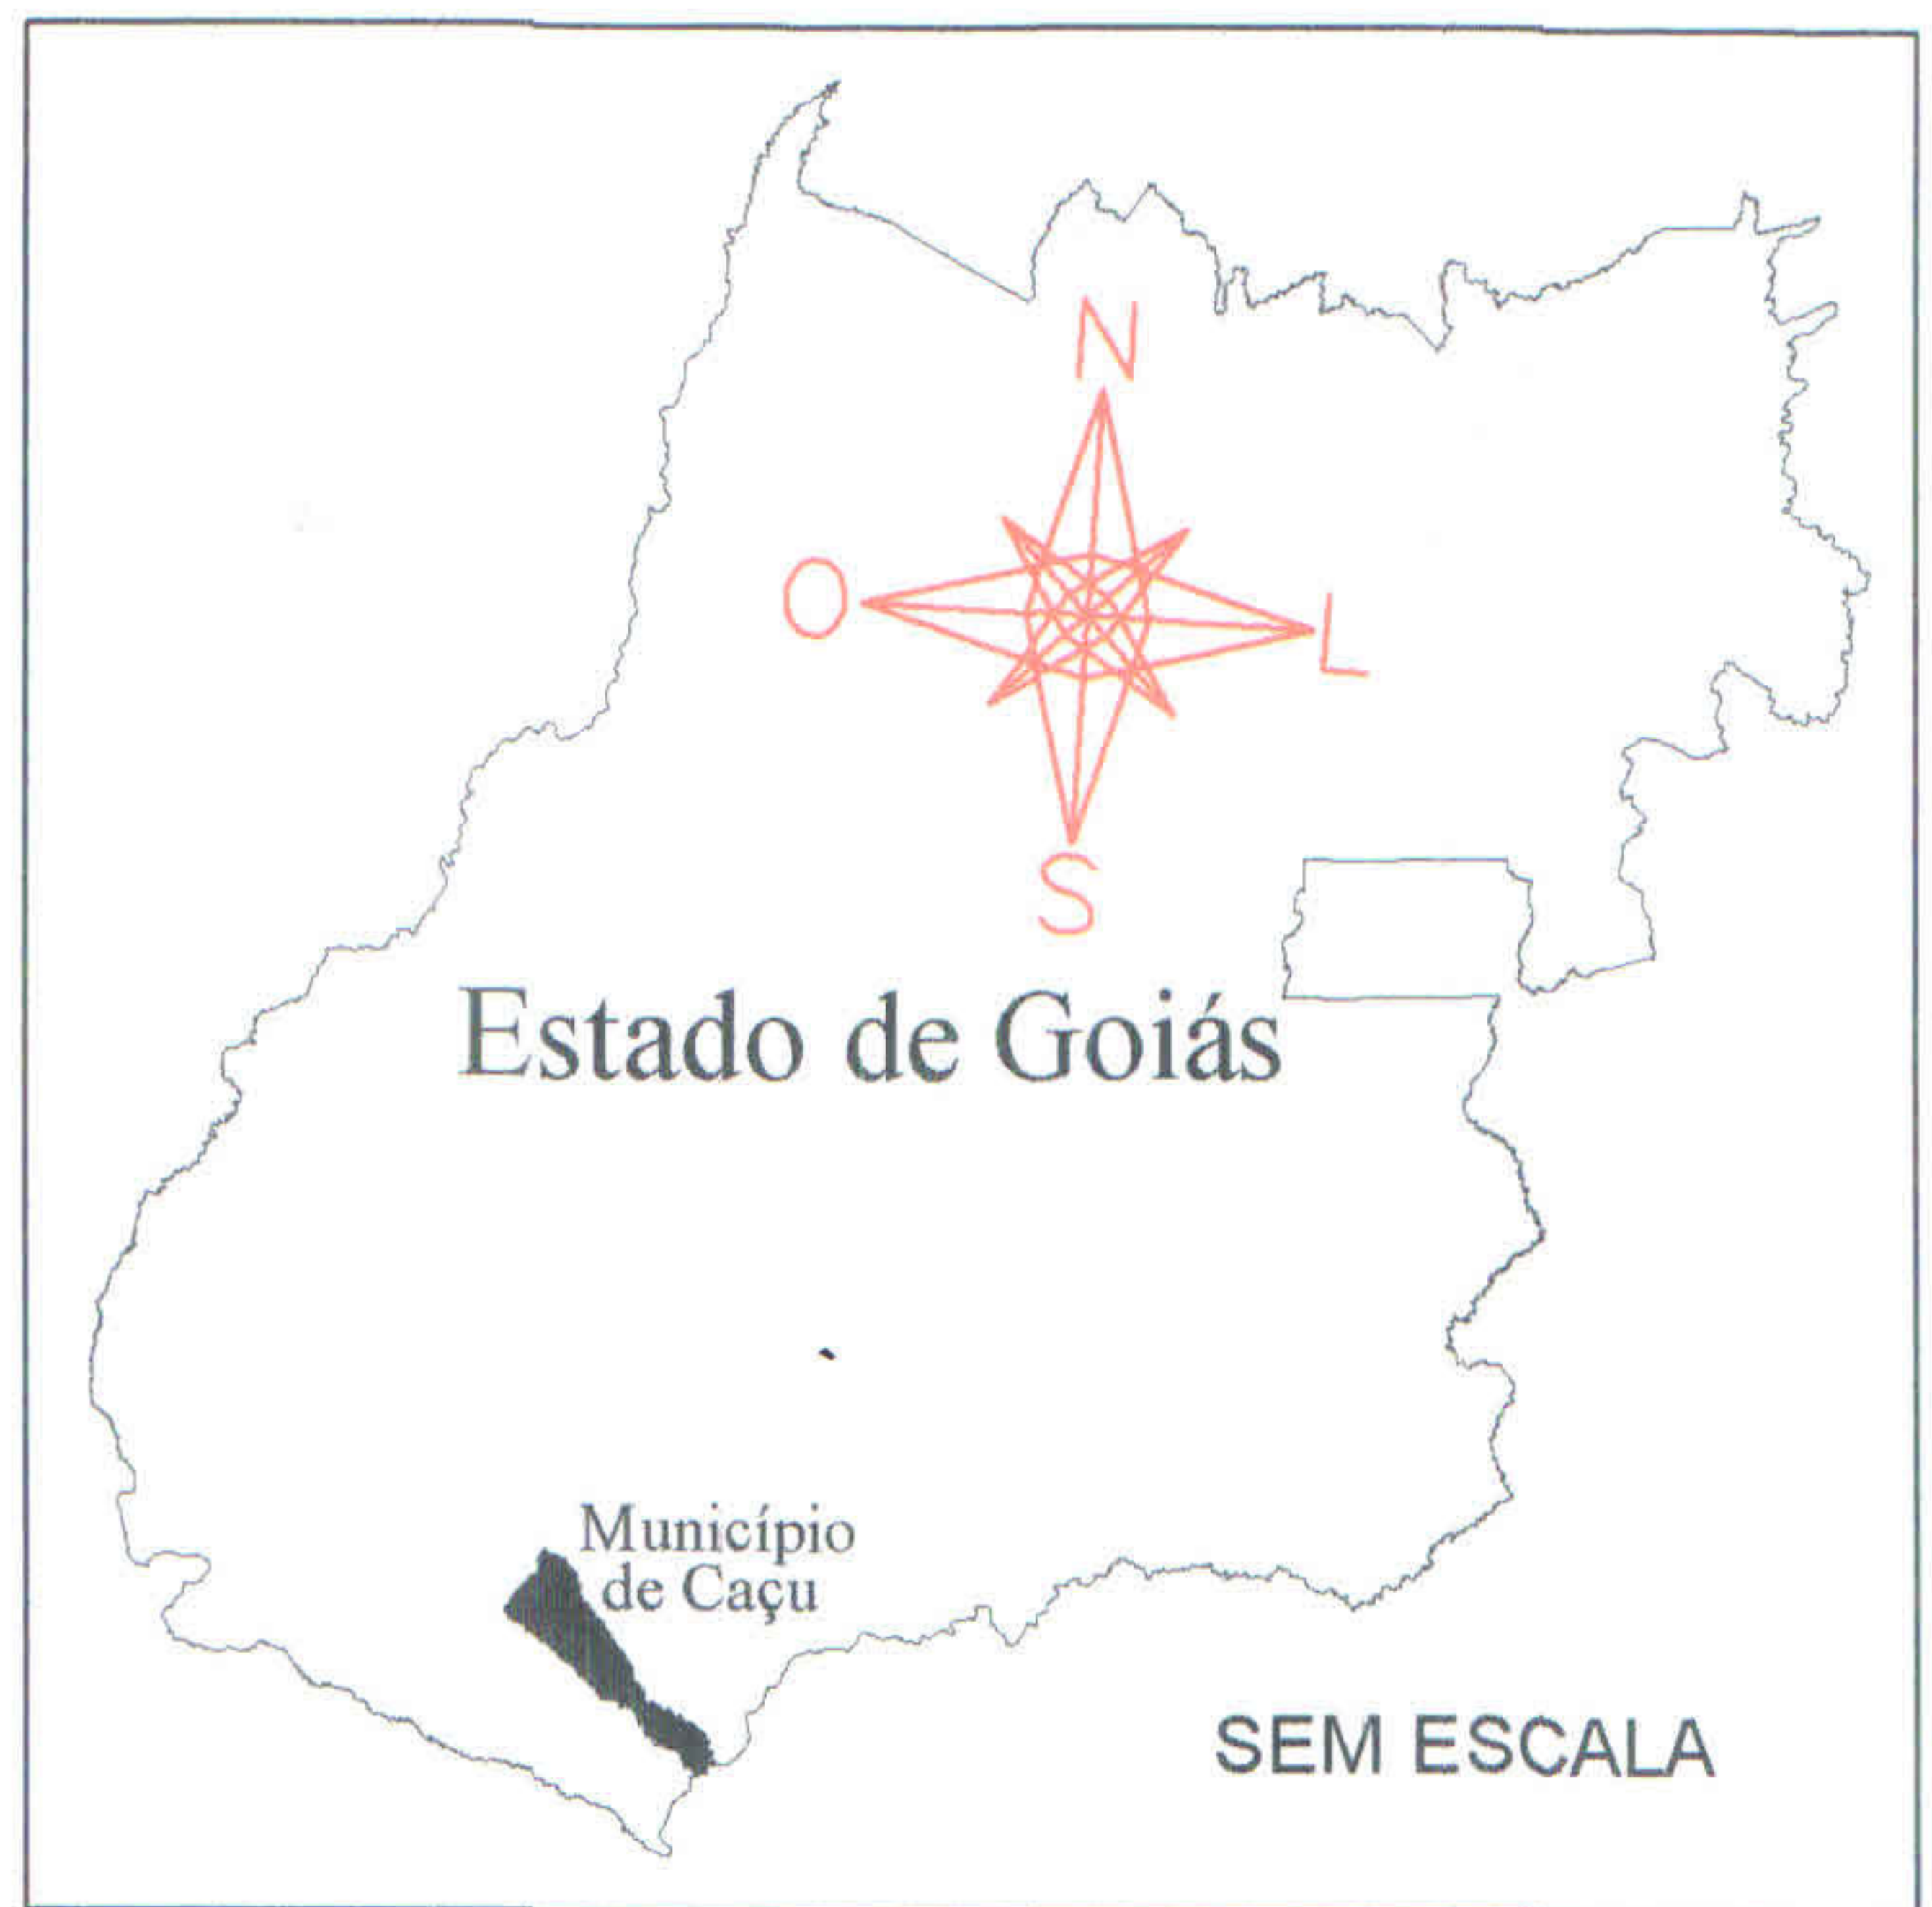 N
O
L
S
Estado de Goiás
Município
de Caçu
SEM ESCALA